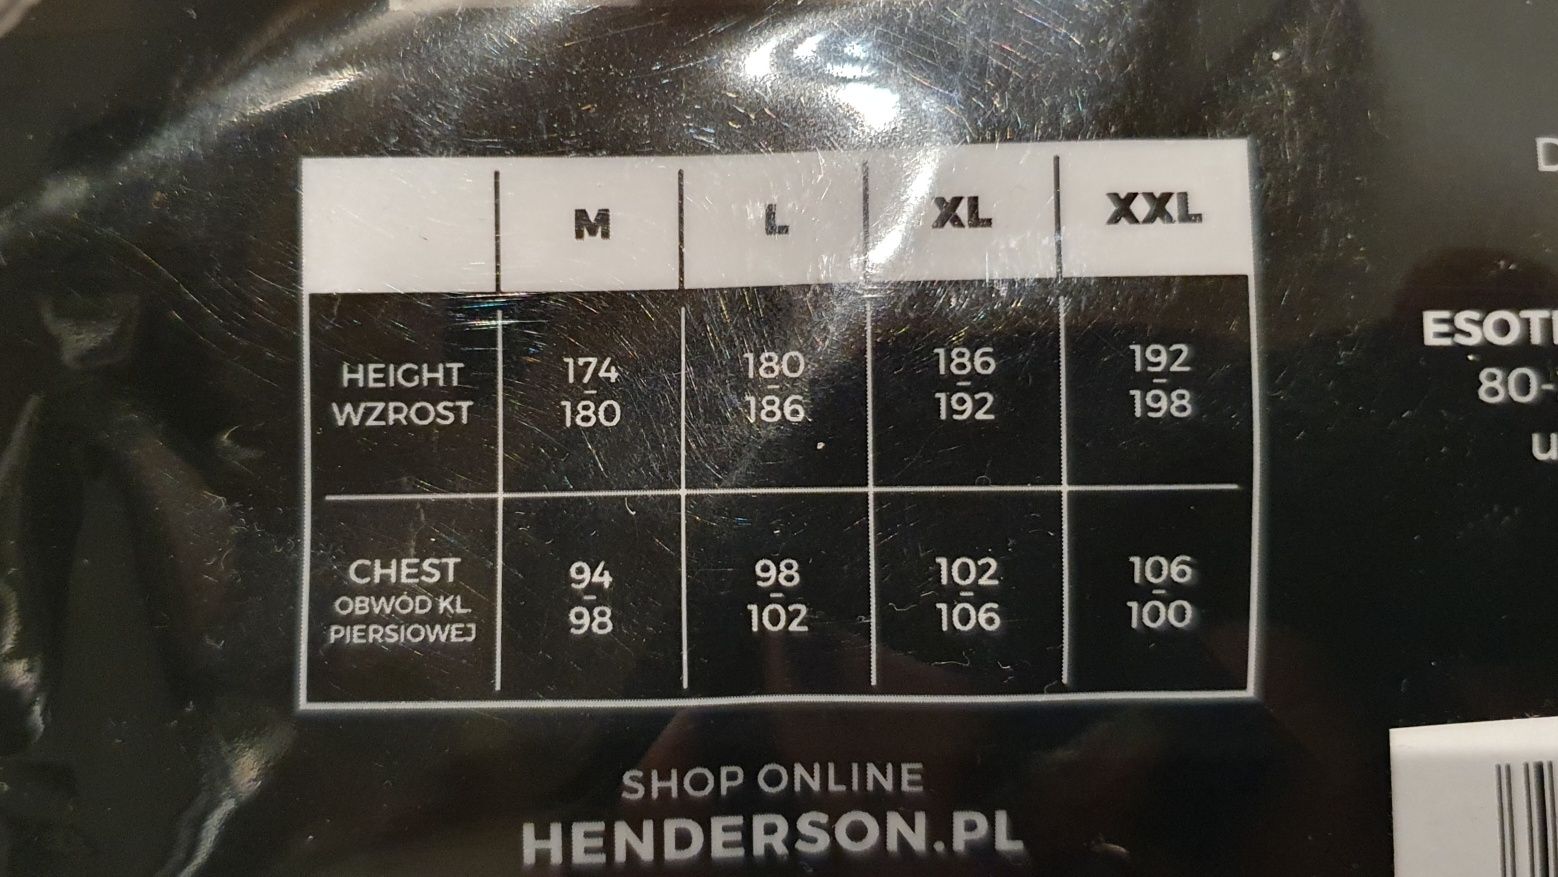 M L XL XXL
HEIGHT
WZROST
174
-
180
180
-
186
186
-
192
192
-
198
CHEST
OBWÓD KL
PIERSIOWEJ
94
-
98
98
-
102
102
-
106
106
-
100
SHOP ONLINE
HENDERSON.PL
D
ESOT
80-
u